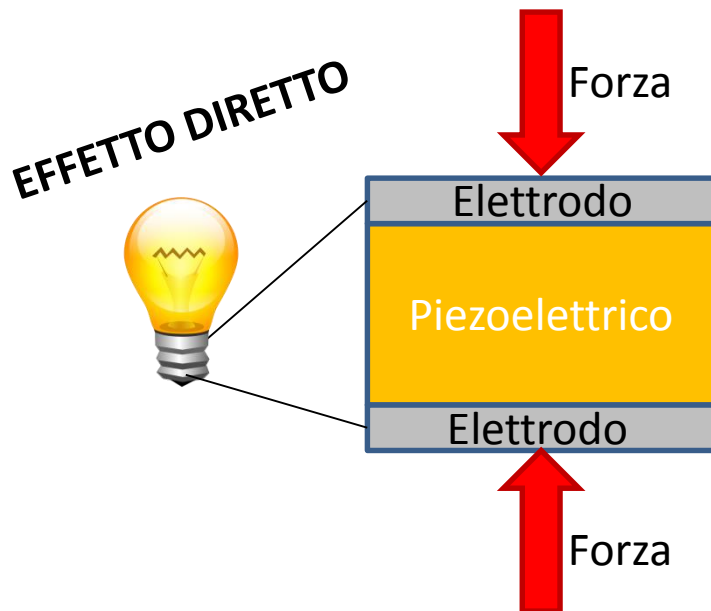 EFFETTO DIRETTO
Forza
Elettrodo
Piezoelettrico
Elettrodo
Forza